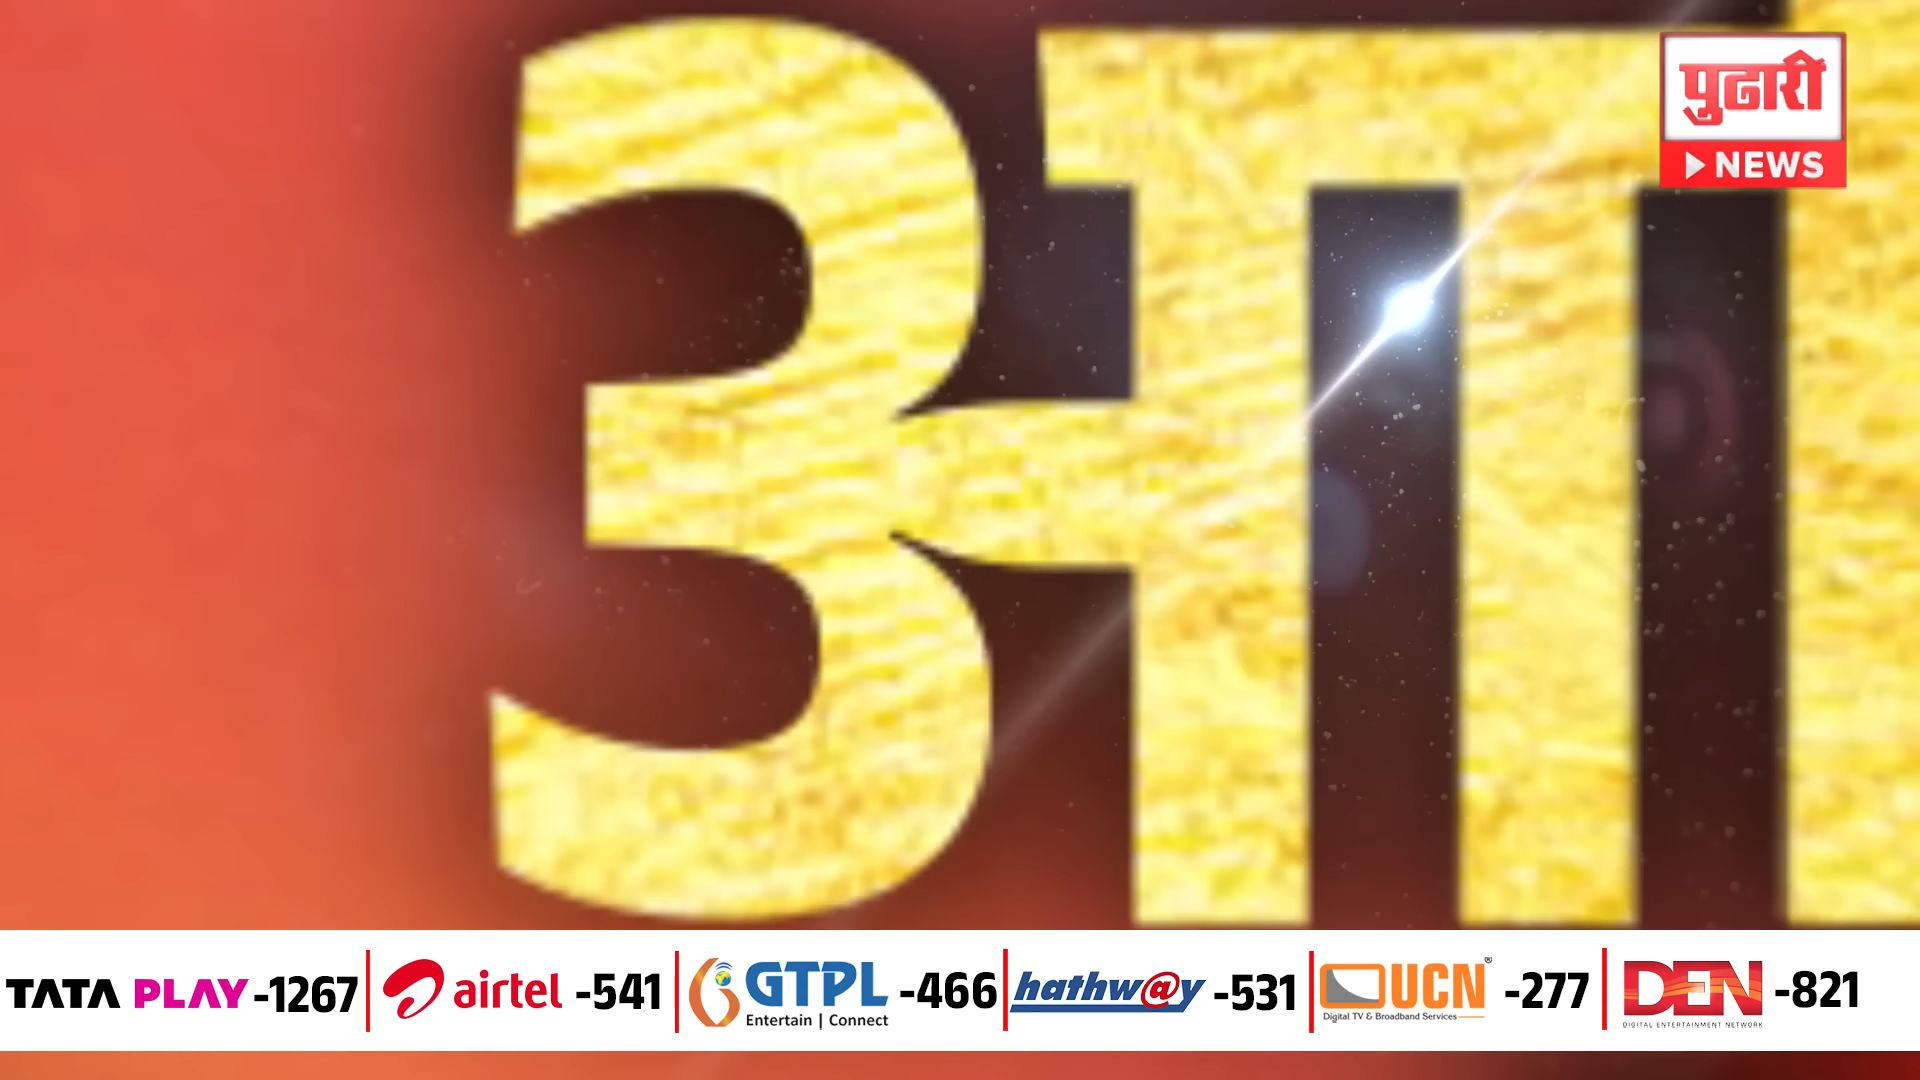 आ
पुढारी
NEWS
TATA PLAY -1267 airtel -541 GTPL -466 hathw@y -531 UCN® -277 DEN -821
Entertain | Connect
Digital TV & Broadband Services
DIGITAL ENTERTAINMENT NETWORK